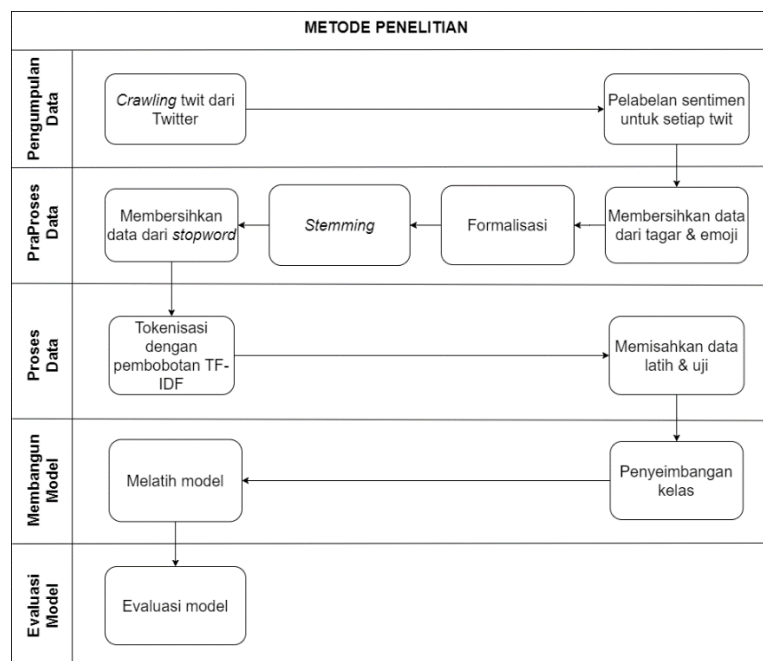 METODE PENELITIAN
Pengumpulan
Data
Crawling twit dari
Twitter
Pelabelan sentimen
untuk setiap twit
PraProses
Data
Membersihkan
data dari stopword
Stemming
Formalisasi
Membersihkan data
dari tagar & emoji
Proses
Data
Tokenisasi
dengan
pembobotan TF-
IDF
Memisahkan data
latih & uji
Membangun
Model
Melatih model
Penyeimbangan
kelas
Evaluasi
Model
Evaluasi model